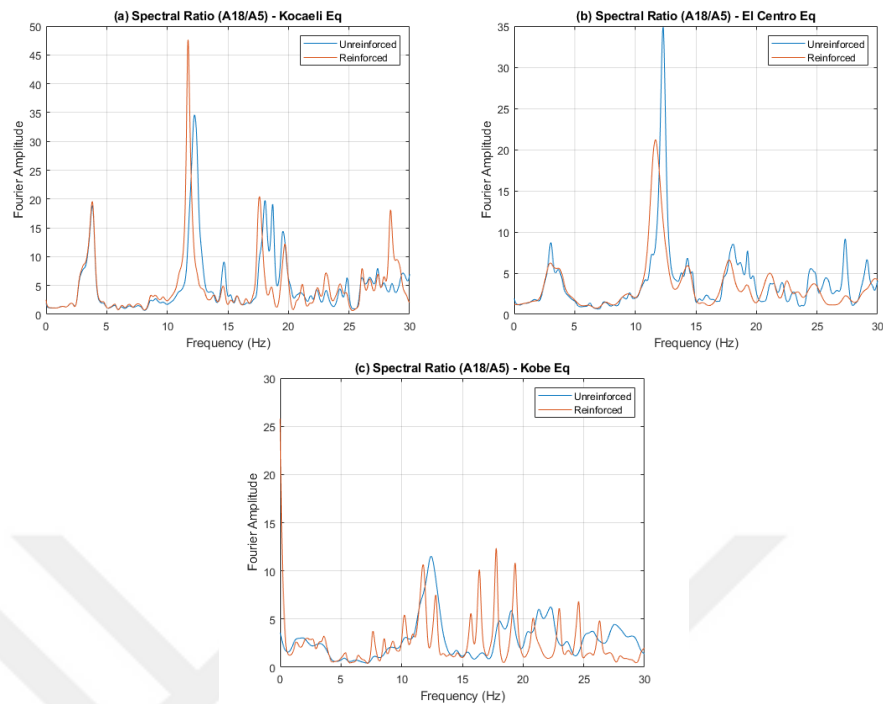 (a) Spectral Ratio (A18/A5) - Kocaeli Eq
50
45
40
35
30
25
20
15
10
5
0
Fourier Amplitude
Unreinforced
Reinforced
0 5 10 15 20 25 30
Frequency (Hz)
(b) Spectral Ratio (A18/A5) - El Centro Eq
35
30
25
20
15
10
5
0
Fourier Amplitude
Unreinforced
Reinforced
0 5 10 15 20 25 30
Frequency (Hz)
(c) Spectral Ratio (A18/A5) - Kobe Eq
30
25
20
15
10
5
0
Fourier Amplitude
Unreinforced
Reinforced
0 5 10 15 20 25 30
Frequency (Hz)